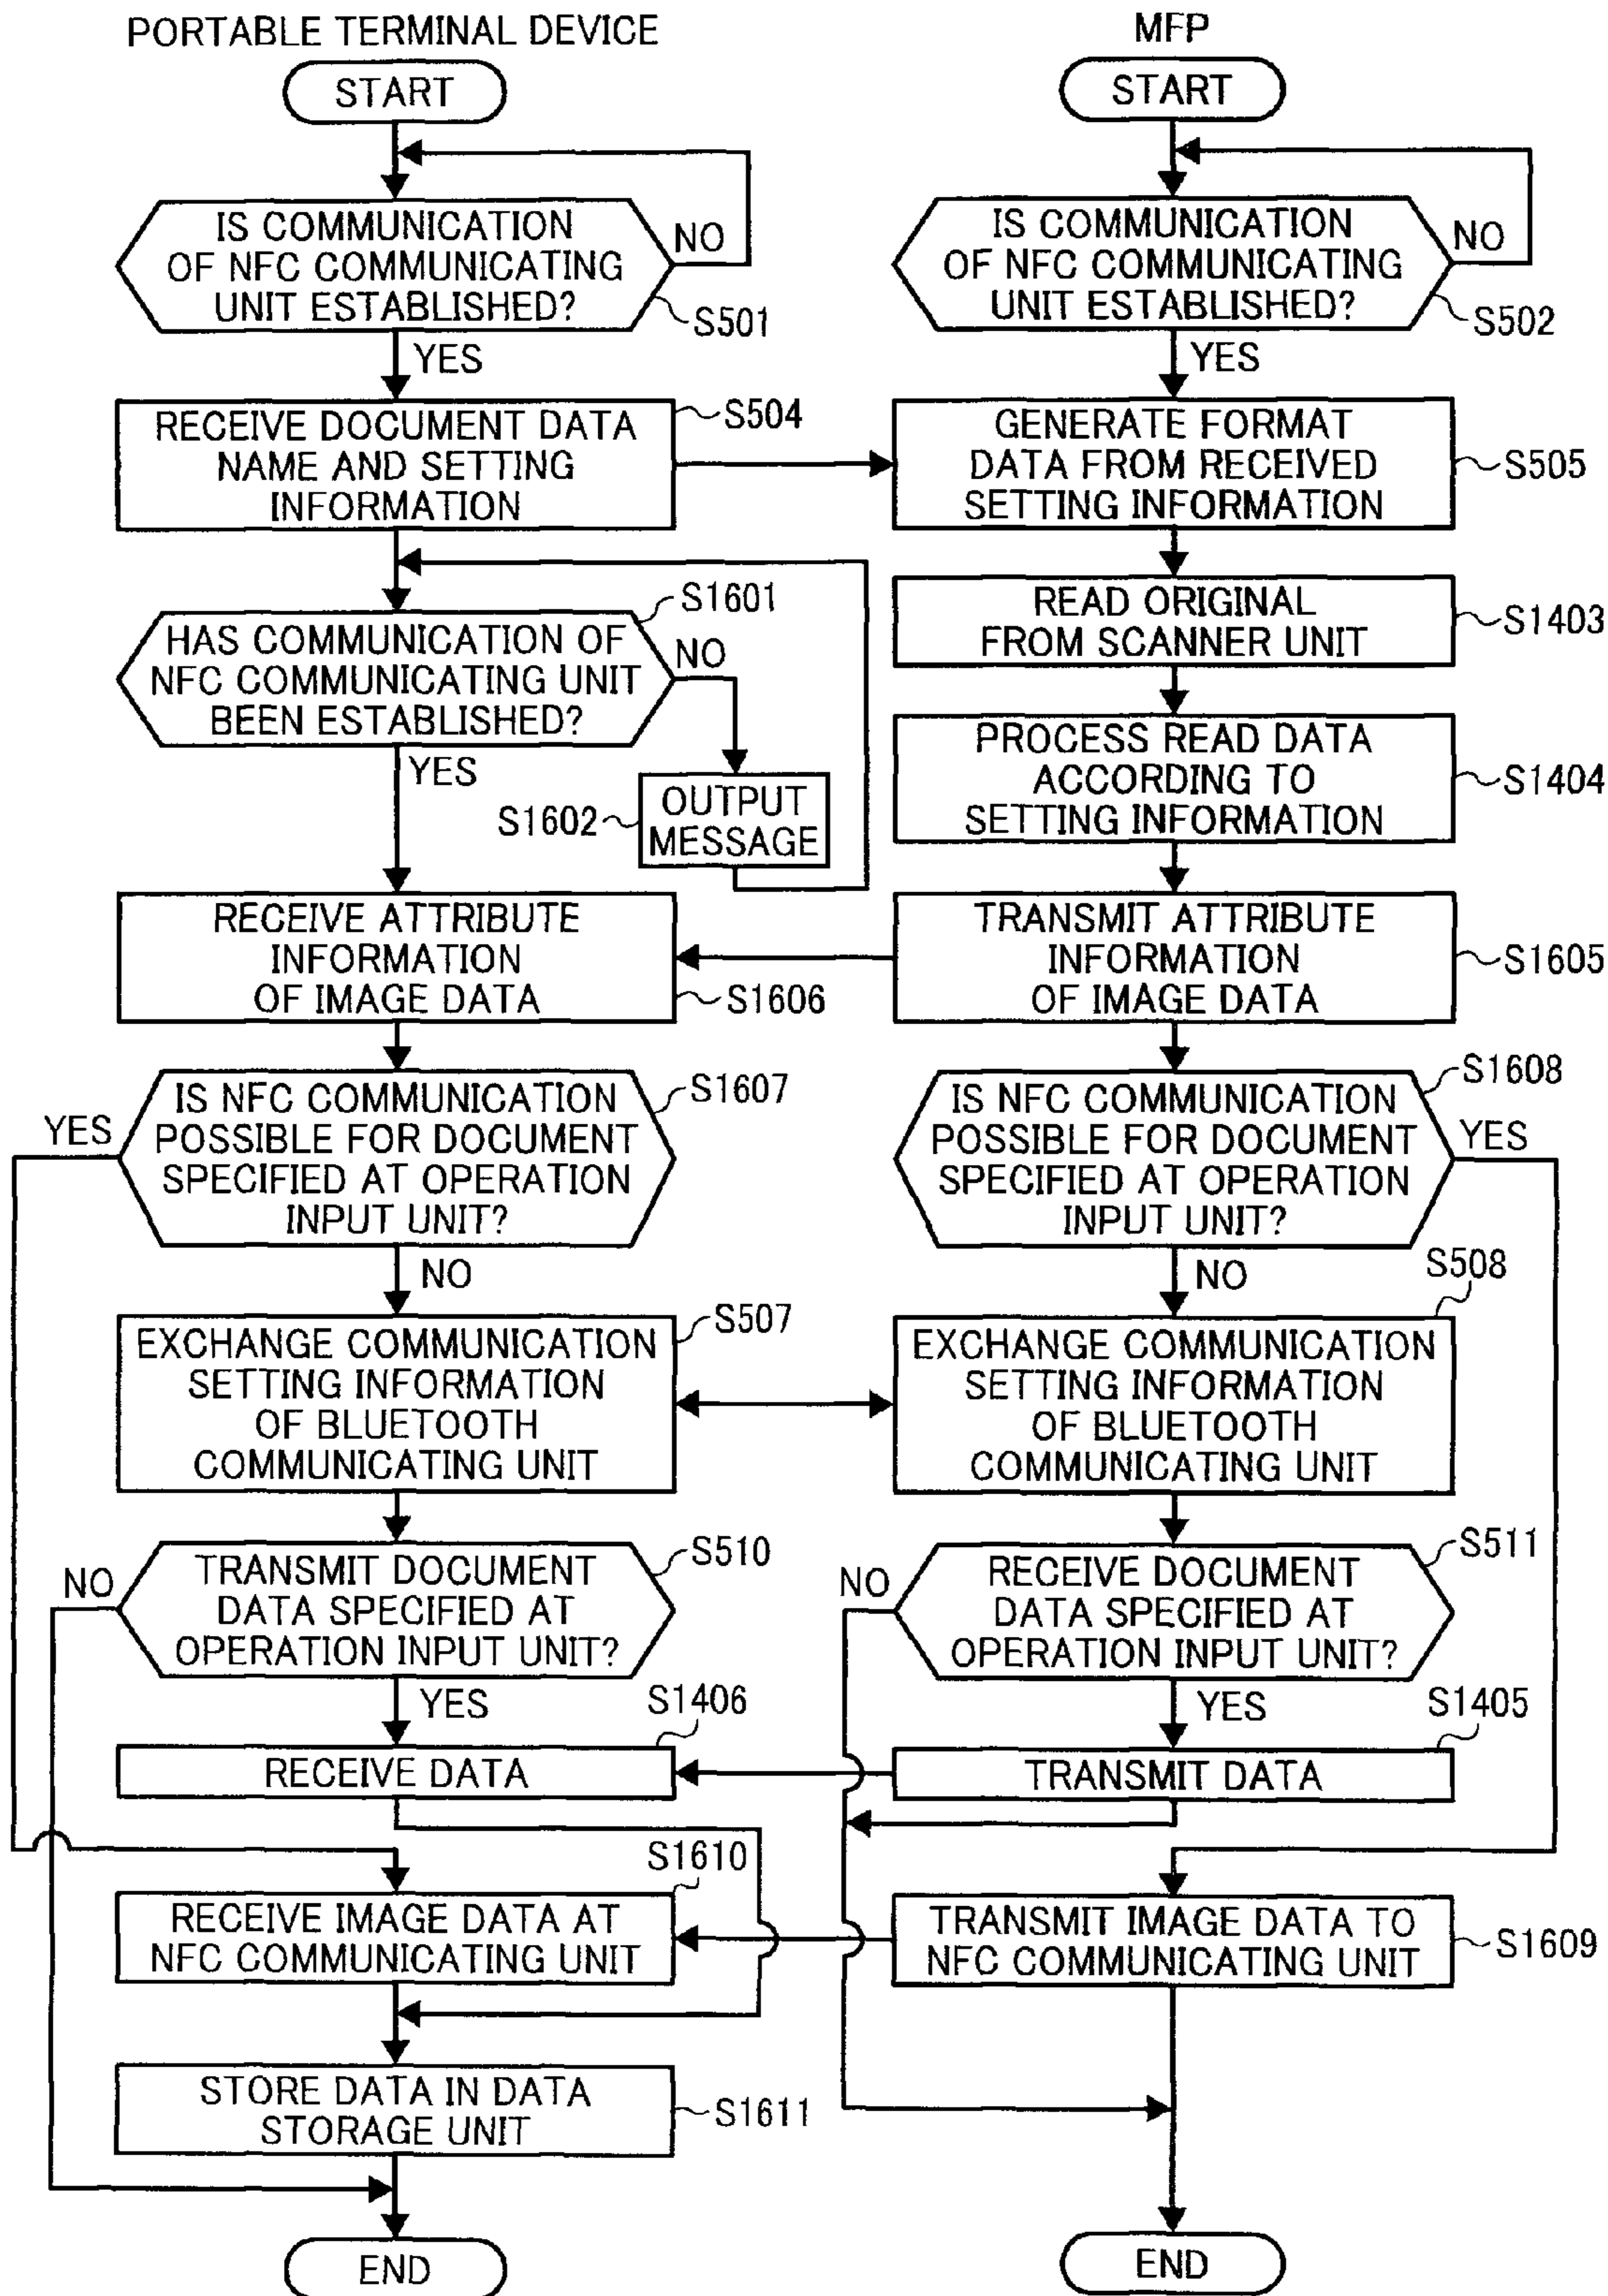 PORTABLE TERMINAL DEVICE
START
IS COMMUNICATION
OF NFC COMMUNICATING
UNIT ESTABLISHED?
NO
S501
YES
RECEIVE DOCUMENT DATA
NAME AND SETTING
INFORMATION
S504
HAS COMMUNICATION OF
NFC COMMUNICATING UNIT
BEEN ESTABLISHED?
S1601
NO
YES
S1602
OUTPUT
MESSAGE
RECEIVE ATTRIBUTE
INFORMATION
OF IMAGE DATA
S1606
IS NFC COMMUNICATION
POSSIBLE FOR DOCUMENT
SPECIFIED AT OPERATION
INPUT UNIT?
S1607
YES
NO
EXCHANGE COMMUNICATION
SETTING INFORMATION
OF BLUETOOTH
COMMUNICATING UNIT
S507
TRANSMIT DOCUMENT
DATA SPECIFIED AT
OPERATION INPUT UNIT?
S510
NO
YES
S1406
RECEIVE DATA
S1610
RECEIVE IMAGE DATA AT
NFC COMMUNICATING UNIT
STORE DATA IN DATA
STORAGE UNIT
S1611
END
MFP
START
IS COMMUNICATION
OF NFC COMMUNICATING
UNIT ESTABLISHED?
NO
S502
YES
GENERATE FORMAT
DATA FROM RECEIVED
SETTING INFORMATION
S505
READ ORIGINAL
FROM SCANNER UNIT
S1403
PROCESS READ DATA
ACCORDING TO
SETTING INFORMATION
S1404
TRANSMIT ATTRIBUTE
INFORMATION
OF IMAGE DATA
S1605
IS NFC COMMUNICATION
POSSIBLE FOR DOCUMENT
SPECIFIED AT OPERATION
INPUT UNIT?
S1608
YES
NO
S508
EXCHANGE COMMUNICATION
SETTING INFORMATION
OF BLUETOOTH
COMMUNICATING UNIT
RECEIVE DOCUMENT
DATA SPECIFIED AT
OPERATION INPUT UNIT?
S511
NO
YES
S1405
TRANSMIT DATA
TRANSMIT IMAGE DATA TO
NFC COMMUNICATING UNIT
S1609
END